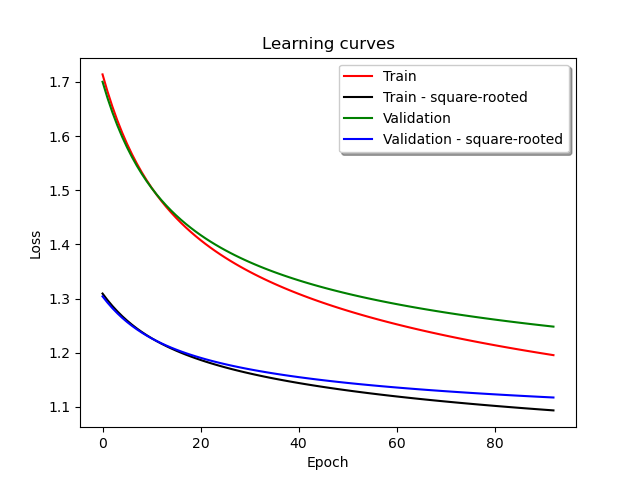 Learning curves
Train
Train - square-rooted
Validation
Validation - square-rooted
Loss
1.7
1.6
1.5
1.4
1.3
1.2
1.1
0
20
40
60
80
Epoch